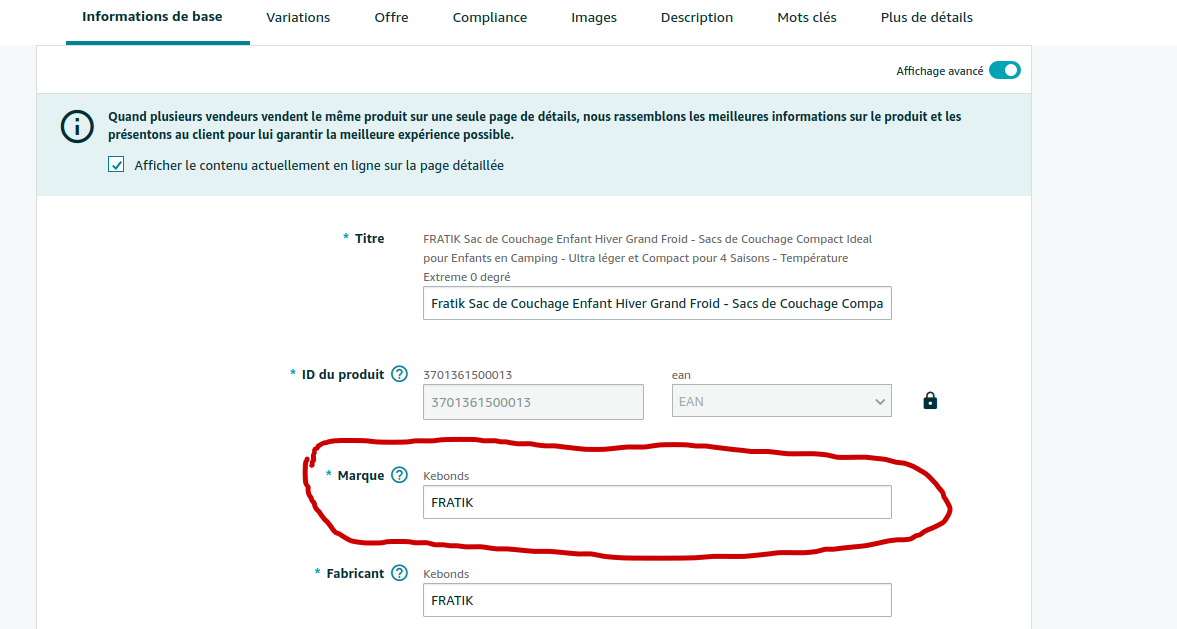 Informations de base Variations Offre Compliance Images Description Mots clés Plus de détails
Affichage avancé
Quand plusieurs vendeurs vendent le même produit sur une seule page de détails, nous rassemblons les meilleures informations sur le produit et les
présentons au client pour lui garantir la meilleure expérience possible.
Afficher le contenu actuellement en ligne sur la page détaillée
* Titre
FRATIK Sac de Couchage Enfant Hiver Grand Froid - Sacs de Couchage Compact Ideal
pour Enfants en Camping - Ultra léger et Compact pour 4 Saisons - Température
Extreme 0 degré
Fratik Sac de Couchage Enfant Hiver Grand Froid - Sacs de Couchage Compa
* ID du produit ? 3701361500013 ean
3701361500013 EAN
* Marque ? Kebonds
FRATIK
* Fabricant ? Kebonds
FRATIK